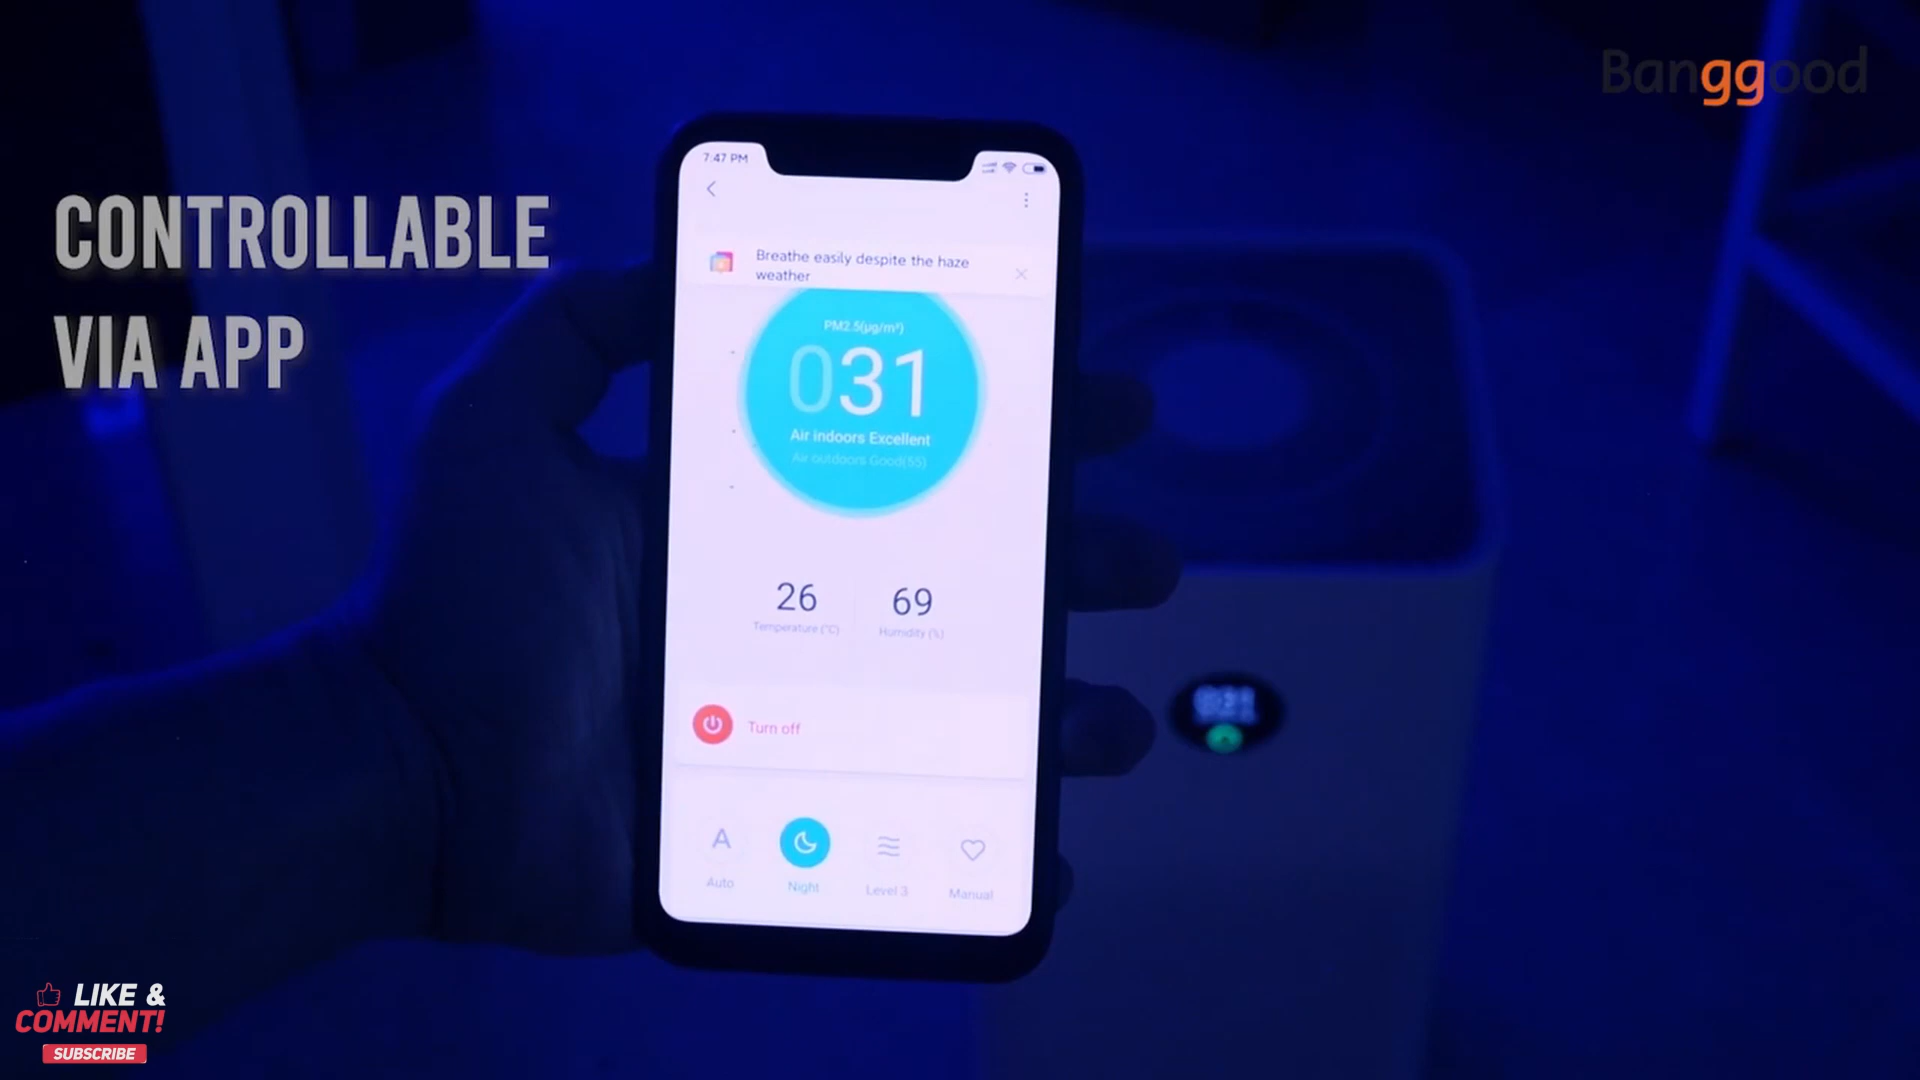 Banggood
CONTROLLABLE
VIA APP
7:47 PM
Breathe easily despite the haze
weather
PM2.5(μg/m³)
031
Air indoors Excellent
Air outdoors Good(55)
26
69
Temperature (°C)
Humidity (%)
Turn off
Auto
Night
Level 3
Manual
031
LIKE &
COMMENT!
SUBSCRIBE